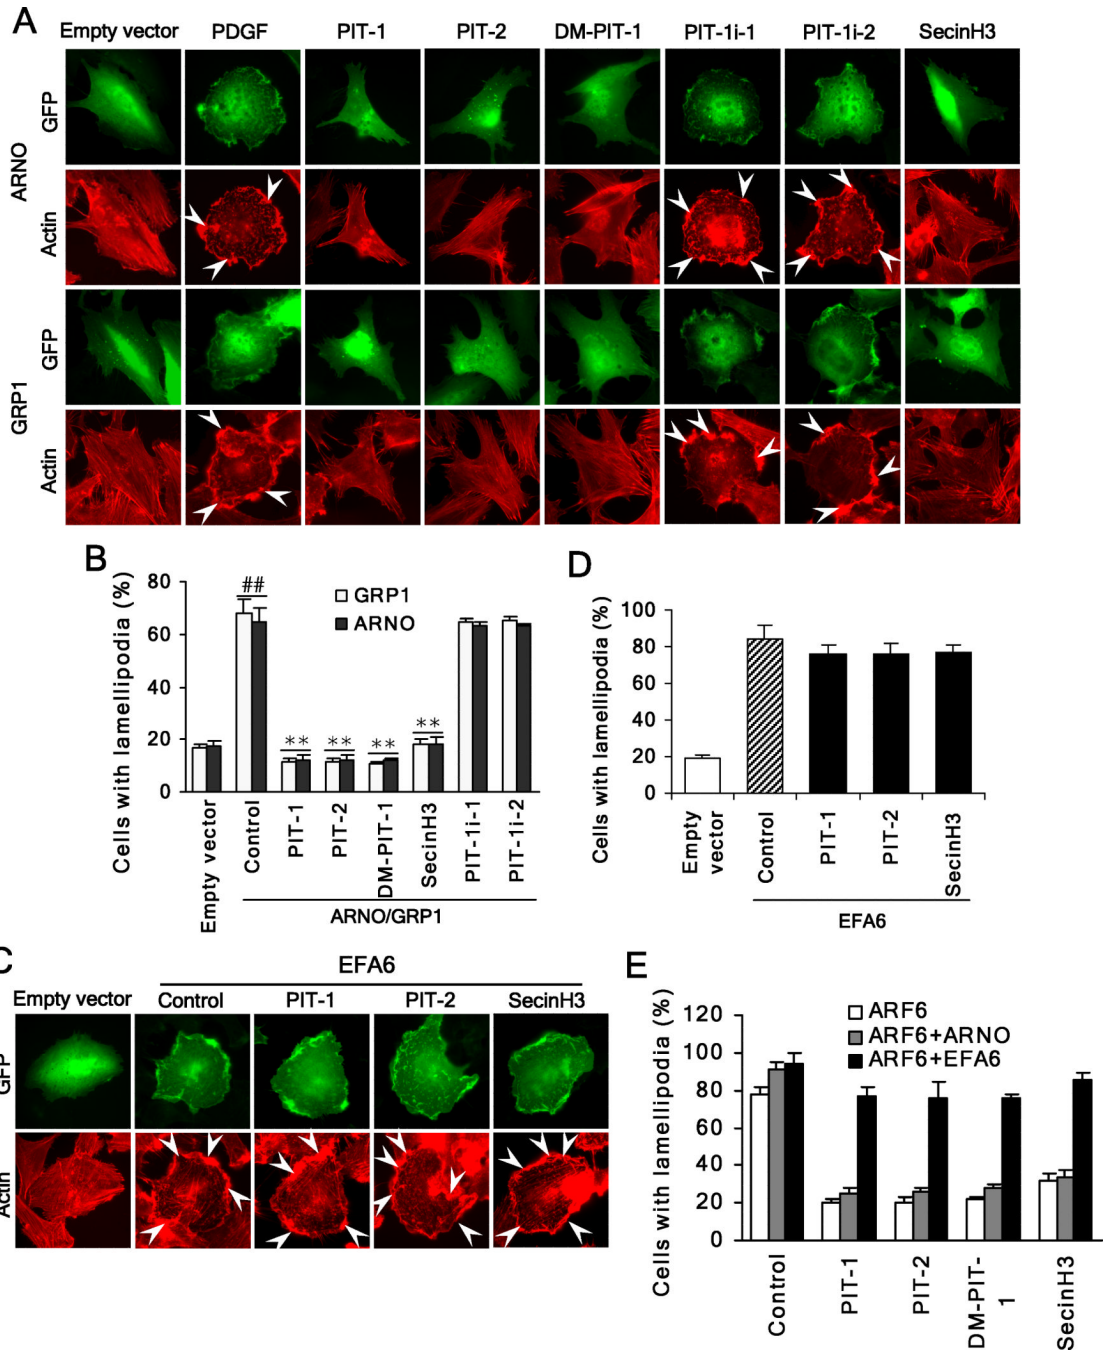 A
Empty vector PDGF PIT-1 PIT-2 DM-PIT-1 PIT-1i-1 PIT-1i-2 SecinH3
ARNO
GFP
Actin
GRP1
GFP
Actin
B
Cells with lamellipodia (%)
80
60
40
20
0
##
GRP1
ARNO
** ** ** **
Empty vector
Control
PIT-1
PIT-2
DM-PIT-1
SecinH3
PIT-1i-1
PIT-1i-2
ARNO/GRP1
D
Cells with lamellipodia (%)
100
80
60
40
20
0
Empty
vector
Control
PIT-1
PIT-2
SecinH3
EFA6
C
EFA6
Empty vector Control PIT-1 PIT-2 SecinH3
GFP
Actin
E
Cells with lamellipodia (%)
120
100
80
60
40
20
0
ARF6
ARF6+ARNO
ARF6+EFA6
Control
PIT-1
PIT-2
DM-PIT-
1
SecinH3